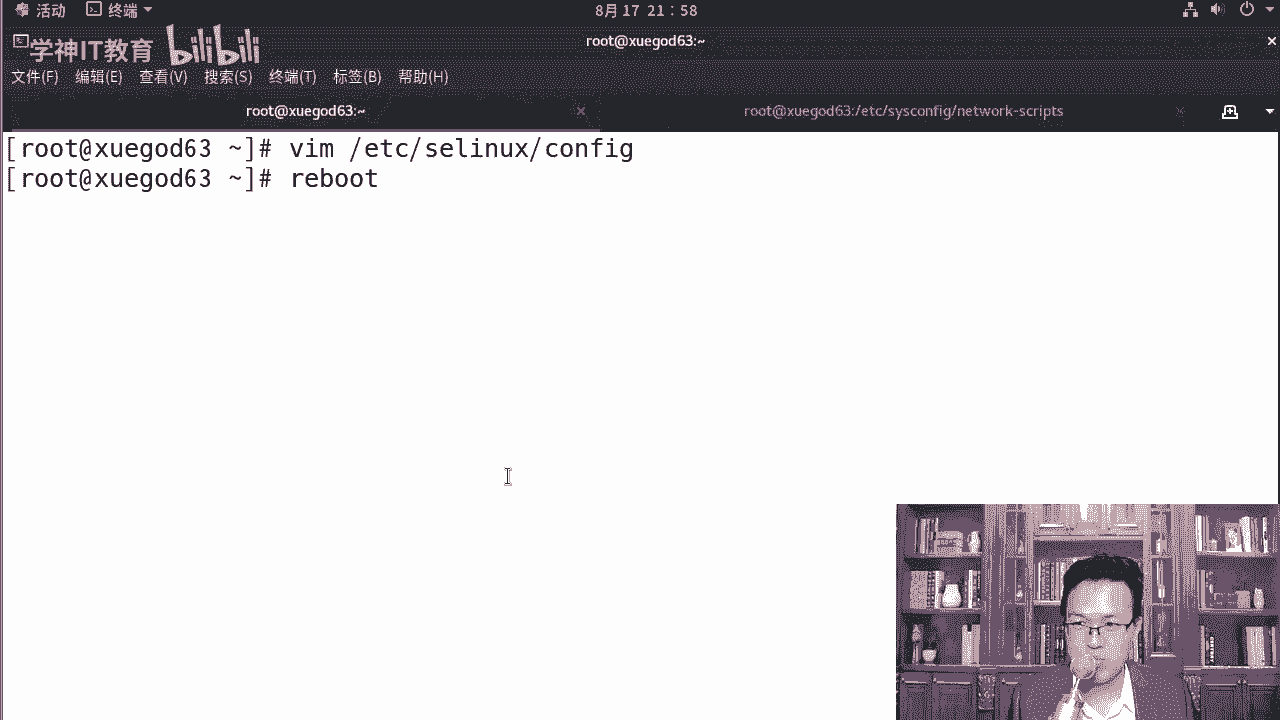 活动 终端 8月 17 21：58
学神IT教育 bilibili root@xuegod63:~
文件(F) 编辑(E) 查看(V) 搜索(S) 终端(T) 标签(B) 帮助(H)
root@xuegod63:~ root@xuegod63:/etc/sysconfig/network-scripts
[root@xuegod63 ~]# vim /etc/selinux/config
[root@xuegod63 ~]# reboot